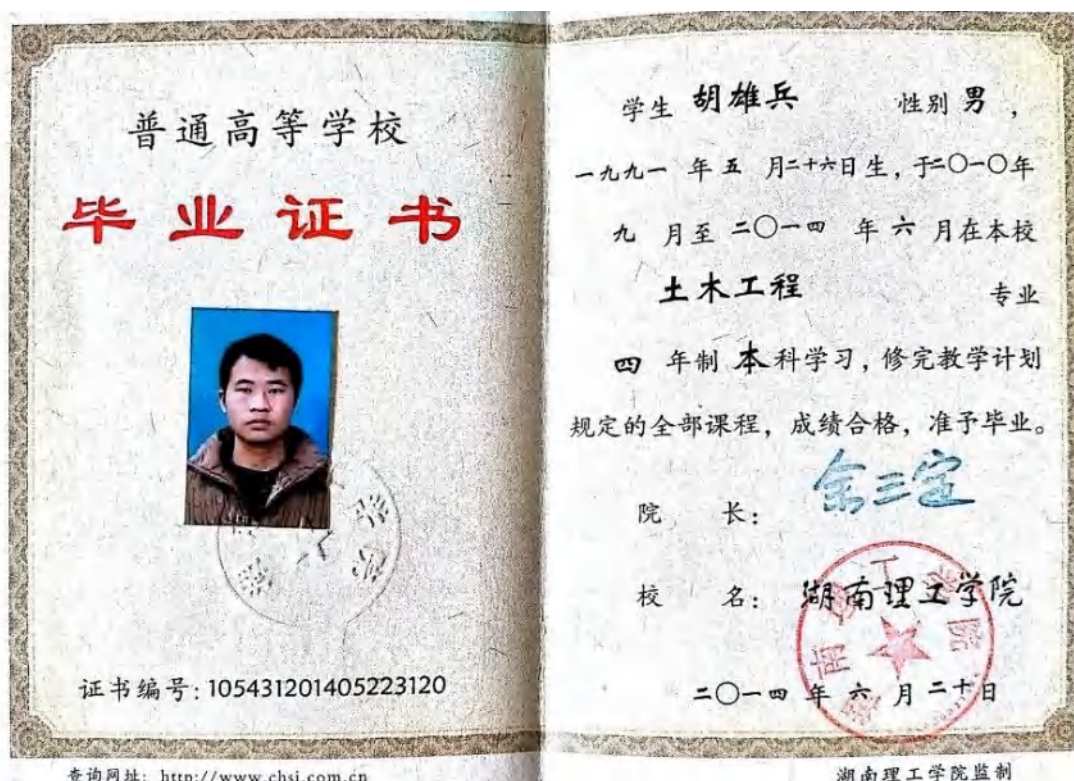 普通高等学校
毕业证书
证书编号：105431201405223120
查询网址：http://www.chsi.com.cn
学生 胡雄兵 性别 男，
一九九一 年 五 月二十六日生，于二〇一〇年
九 月至 二〇一四 年 六 月在本校
土木工程 专业
四 年制 本 科学习，修完教学计划
规定的全部课程，成绩合格，准予毕业。
院 长：余三定
校 名：湖南理工学院
二〇一四 年 六 月 二十日
湖南理工学院监制